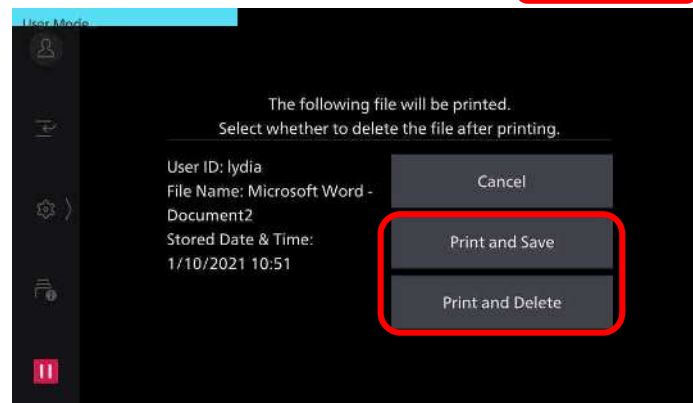 User Mode
The following file will be printed.
Select whether to delete the file after printing.
User ID: lydia
File Name: Microsoft Word -
Document2
Stored Date & Time:
1/10/2021 10:51
Cancel
Print and Save
Print and Delete